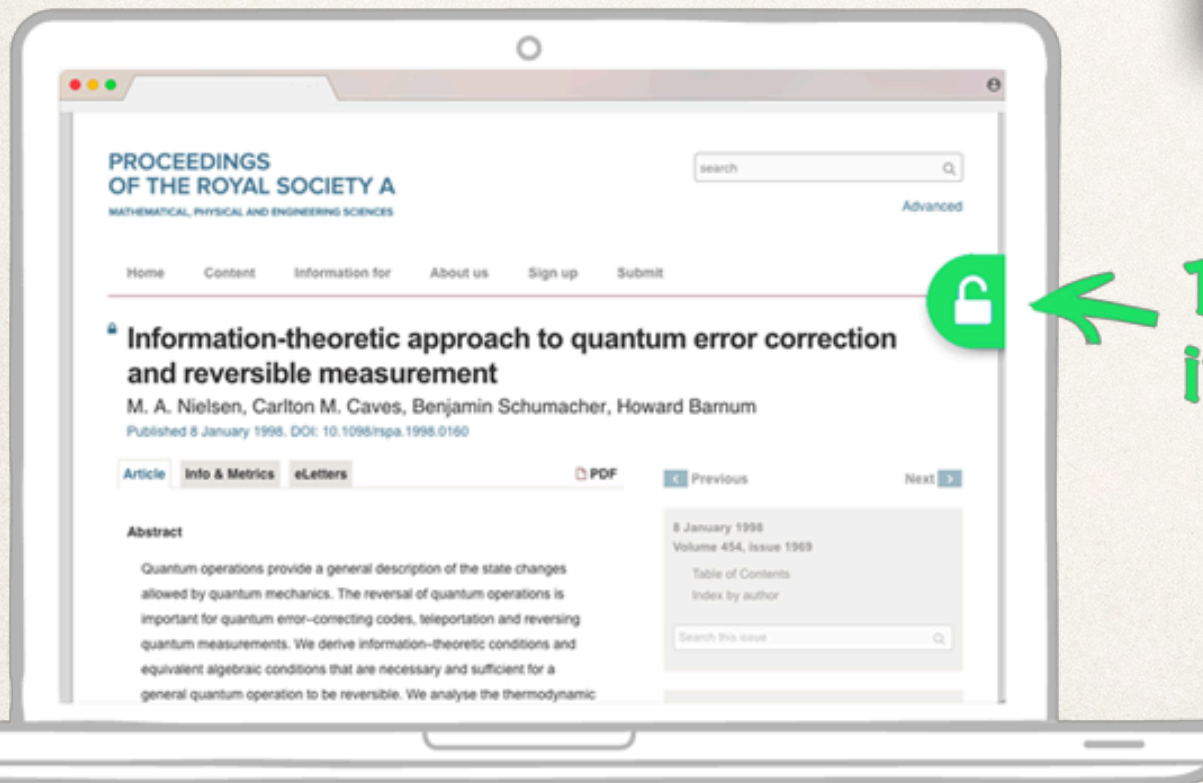 PROCEEDINGS
OF THE ROYAL SOCIETY A
MATHEMATICAL, PHYSICAL AND ENGINEERING SCIENCES
search
Advanced
Home Content Information for About us Sign up Submit
Information-theoretic approach to quantum error correction
and reversible measurement
M. A. Nielsen, Carlton M. Caves, Benjamin Schumacher, Howard Barnum
Published 8 January 1998. DOI: 10.1098/rspa.1998.0160
Article Info & Metrics eLetters PDF
Previous Next
Abstract
Quantum operations provide a general description of the state changes
allowed by quantum mechanics. The reversal of quantum operations is
important for quantum error–correcting codes, teleportation and reversing
quantum measurements. We derive information–theoretic conditions and
equivalent algebraic conditions that are necessary and sufficient for a
general quantum operation to be reversible. We analyse the thermodynamic
8 January 1998
Volume 454, issue 1969
Table of Contents
Index by author
Search this issue